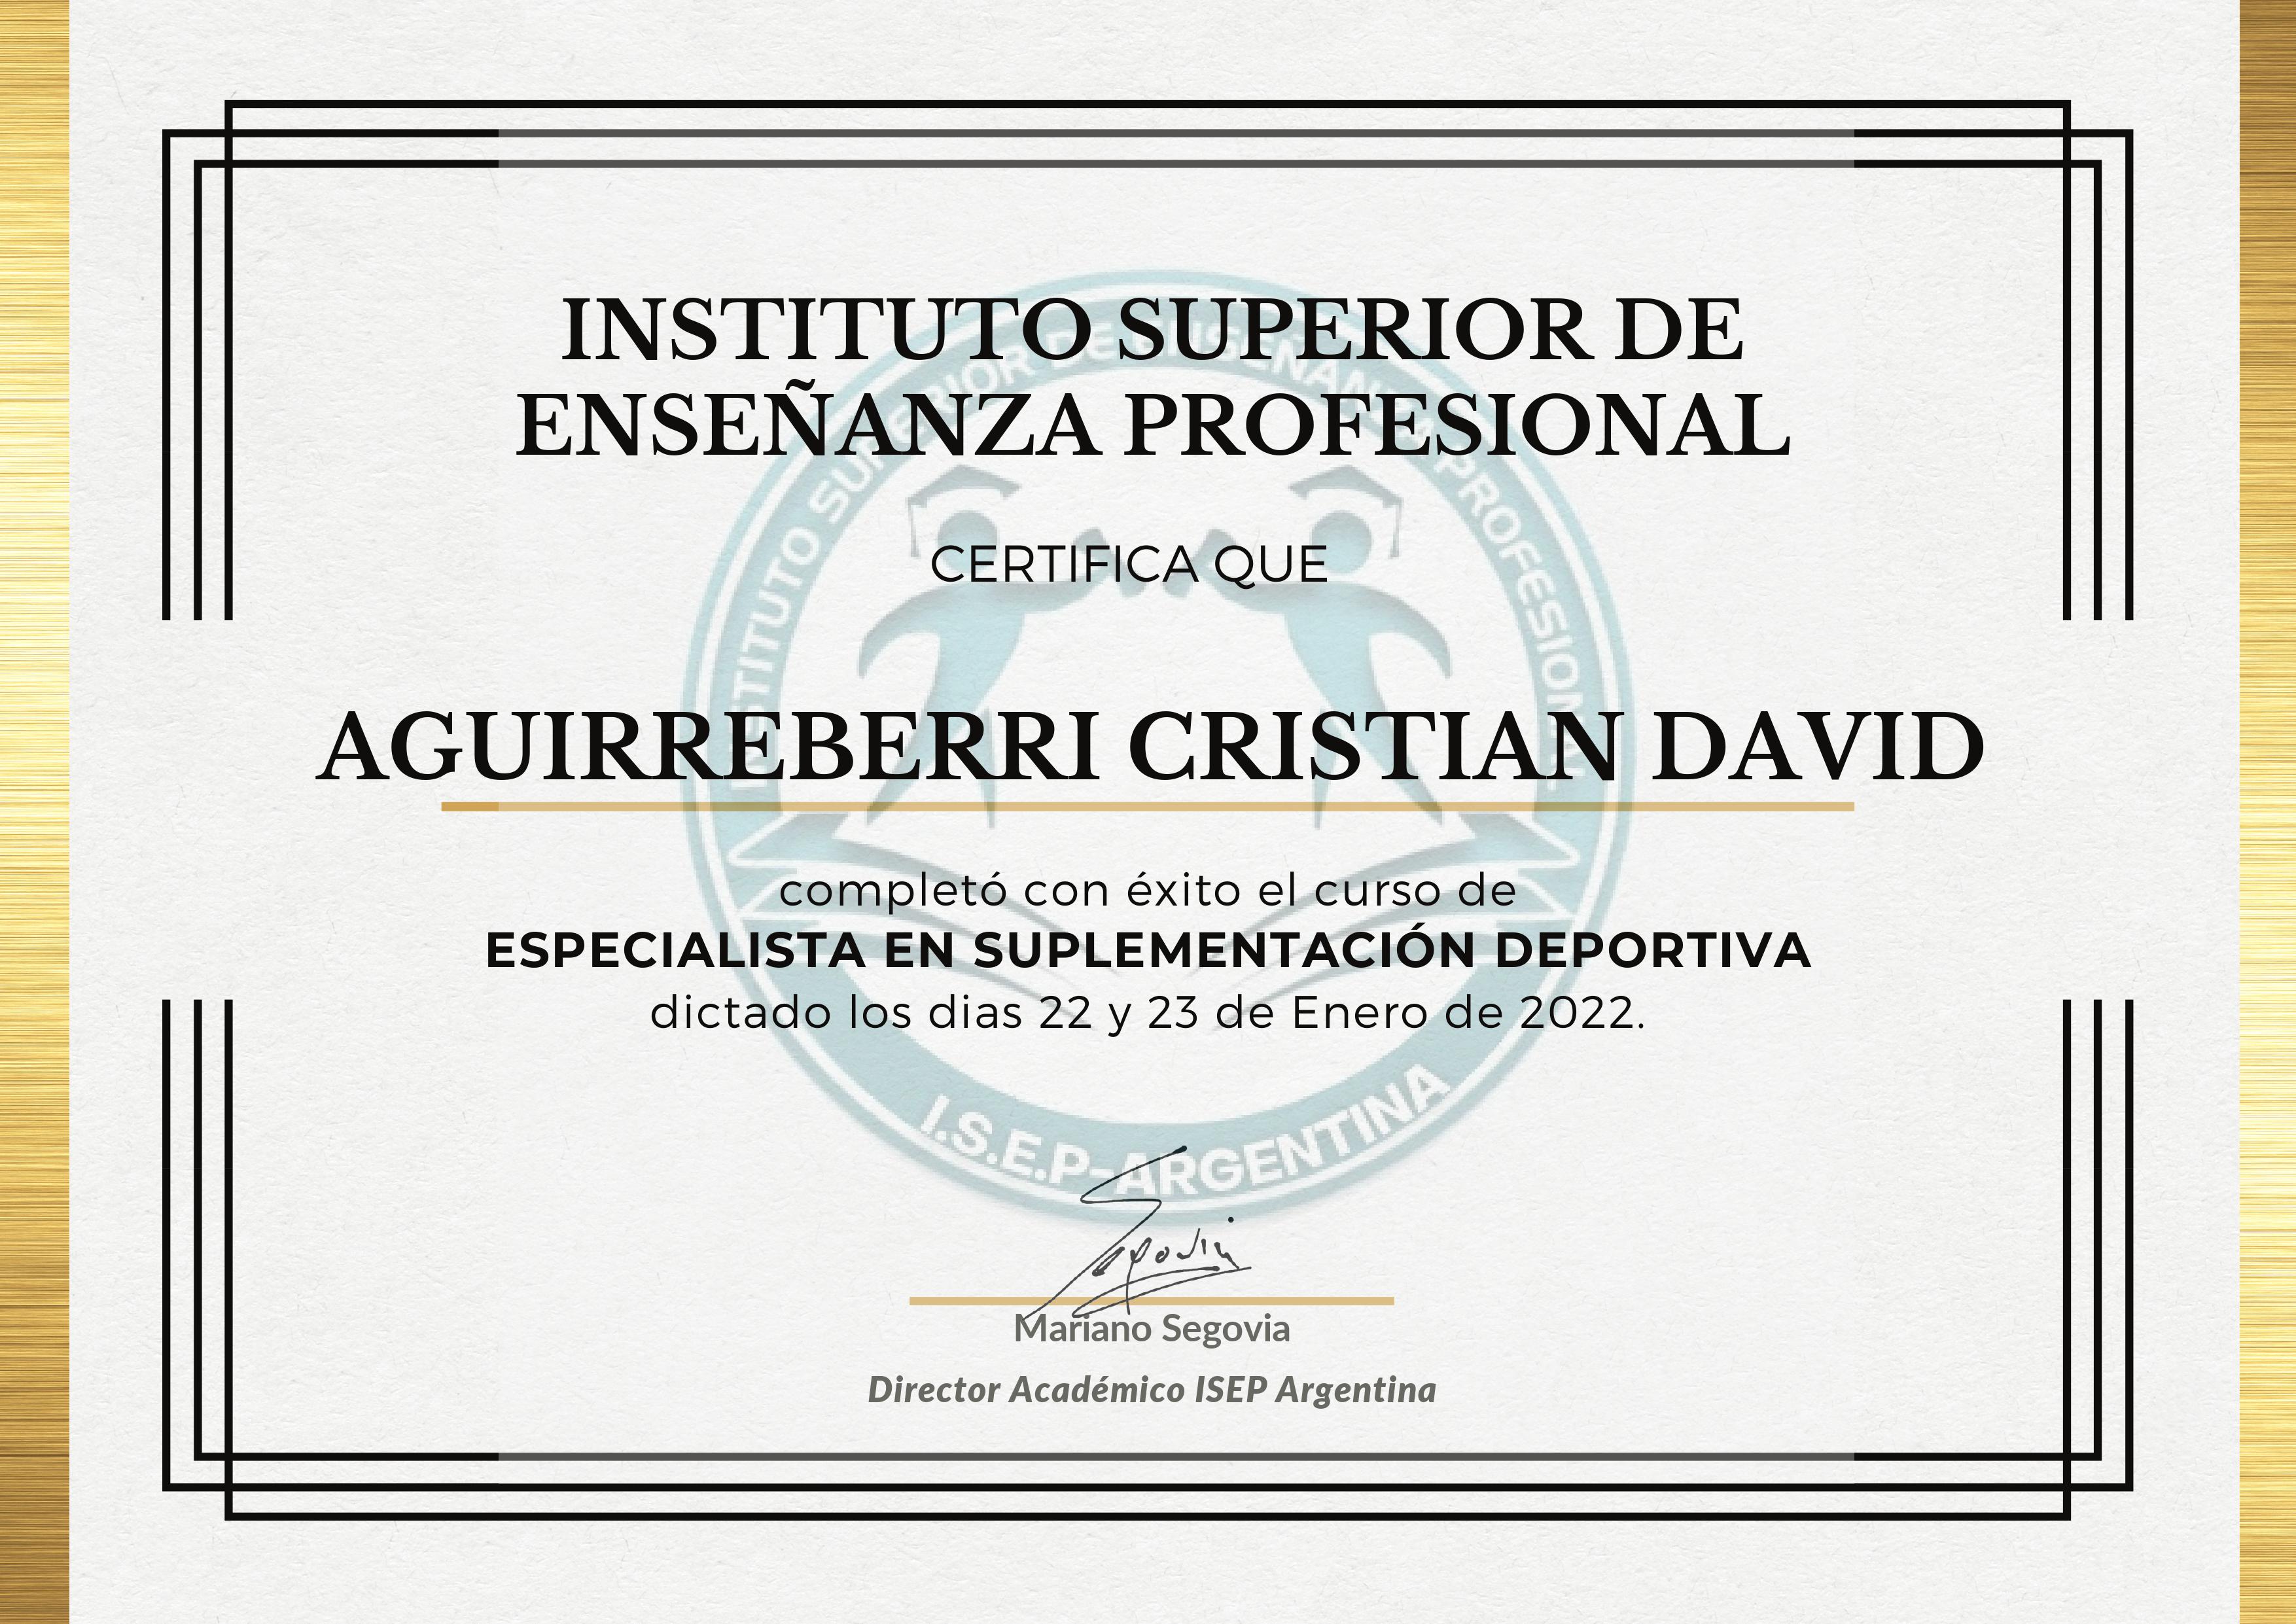 INSTITUTO SUPERIOR DE
ENSEÑANZA PROFESIONAL
CERTIFICA QUE
AGUIRREBERRI CRISTIAN DAVID
completó con éxito el curso de
ESPECIALISTA EN SUPLEMENTACIÓN DEPORTIVA
dictado los dias 22 y 23 de Enero de 2022.
INSTITUTO SUPERIOR DE ENSEÑANZA PROFESIONAL
I.S.E.P-ARGENTINA
Segovia
Mariano Segovia
Director Académico ISEP Argentina